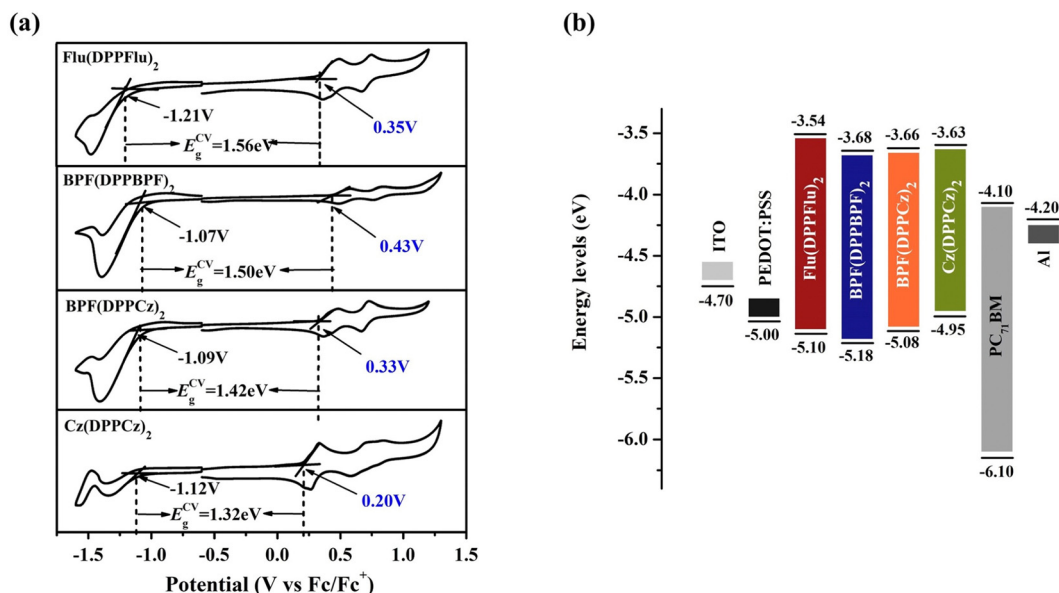 (a)
Flu(DPPFlu)₂
-1.21V
0.35V
E_g^CV=1.56eV
BPF(DPPBPF)₂
-1.07V
0.43V
E_g^CV=1.50eV
BPF(DPPCz)₂
-1.09V
0.33V
E_g^CV=1.42eV
Cz(DPPCz)₂
-1.12V
0.20V
E_g^CV=1.32eV
-1.5 -1.0 -0.5 0.0 0.5 1.0 1.5
Potential (V vs Fc/Fc⁺)
(b)
Energy levels (eV)
-3.5
-4.0
-4.5
-5.0
-5.5
-6.0
ITO
-4.70
PEDOT:PSS
-5.00
-3.54
Flu(DPPFlu)₂
-5.10
-3.68
BPF(DPPBPF)₂
-5.18
-3.66
BPF(DPPCz)₂
-5.08
-3.63
Cz(DPPCz)₂
-4.95
-4.10
PC₇₁BM
-6.10
-4.20
Al